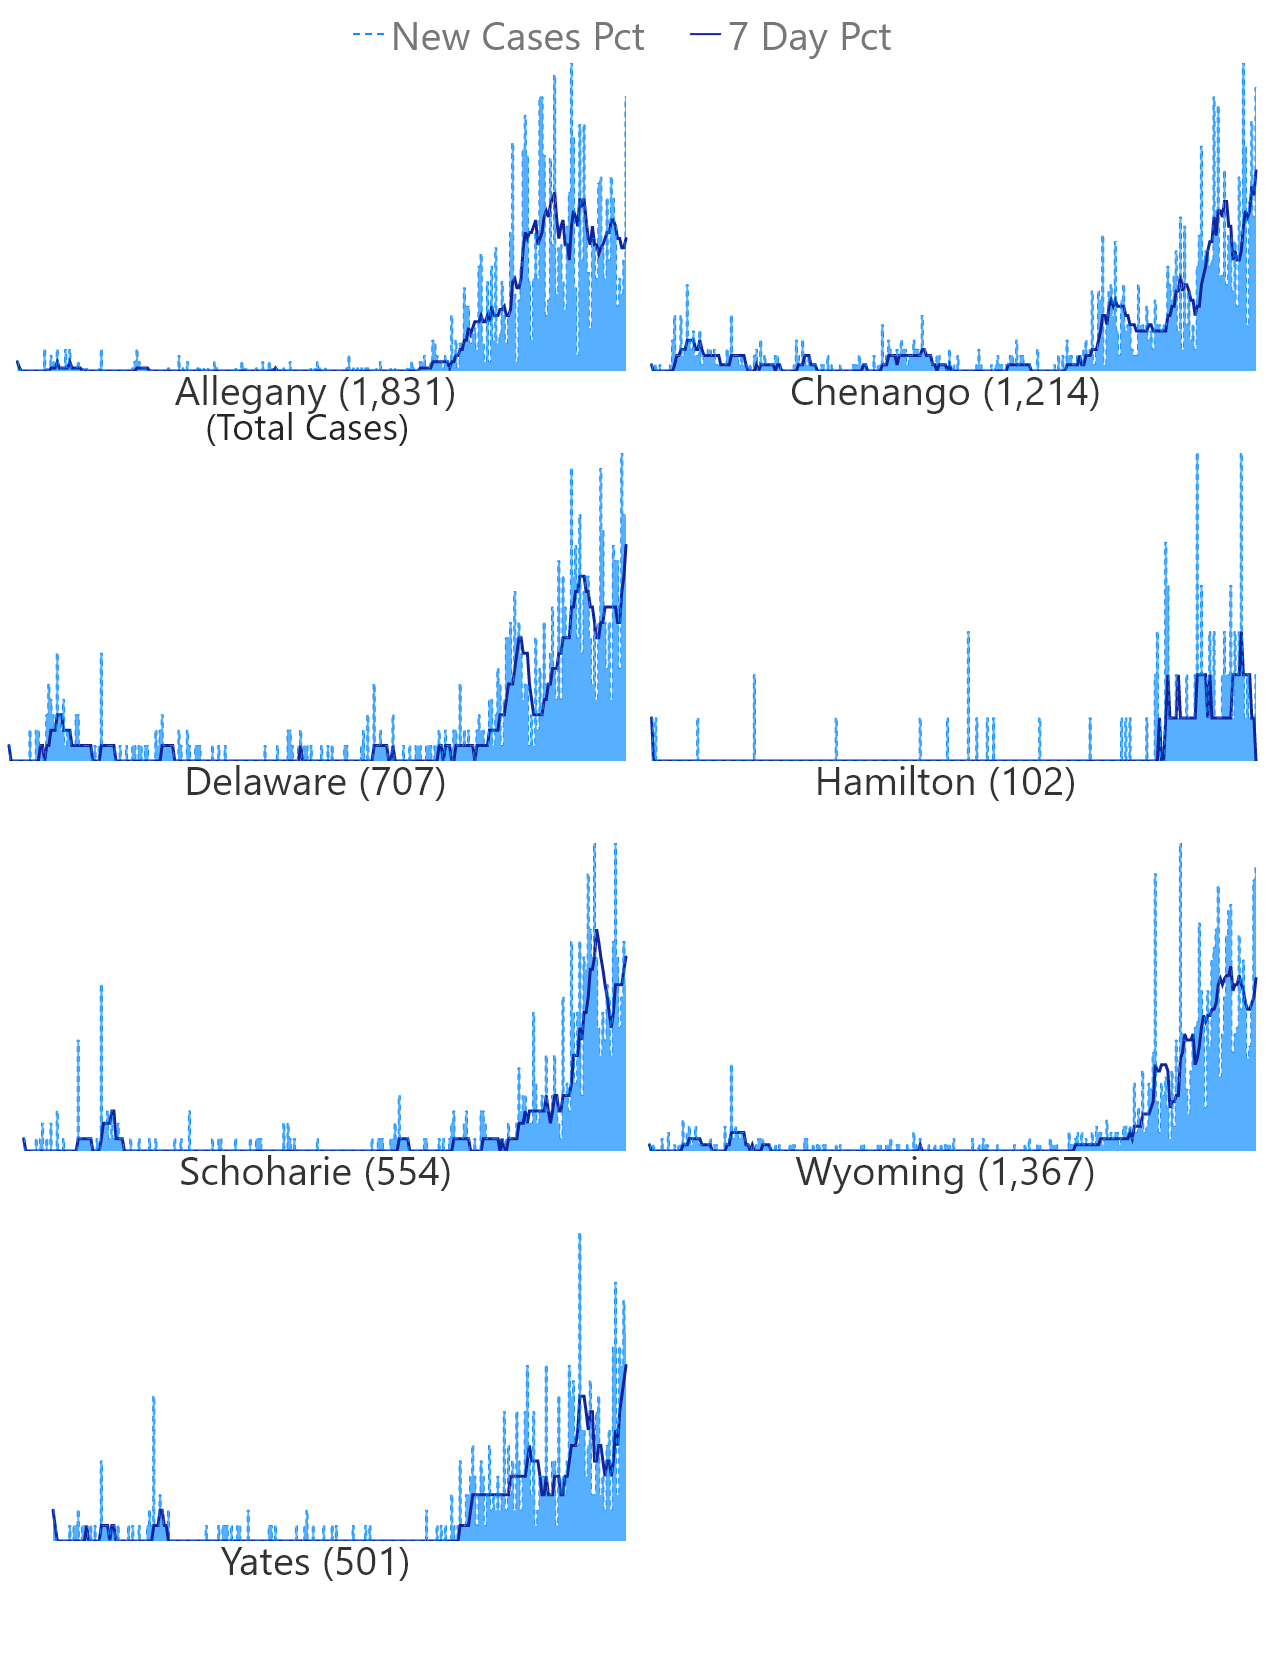 New Cases Pct 7 Day Pct
Allegany (1,831)
(Total Cases)
Chenango (1,214)
Delaware (707)
Hamilton (102)
Schoharie (554)
Wyoming (1,367)
Yates (501)